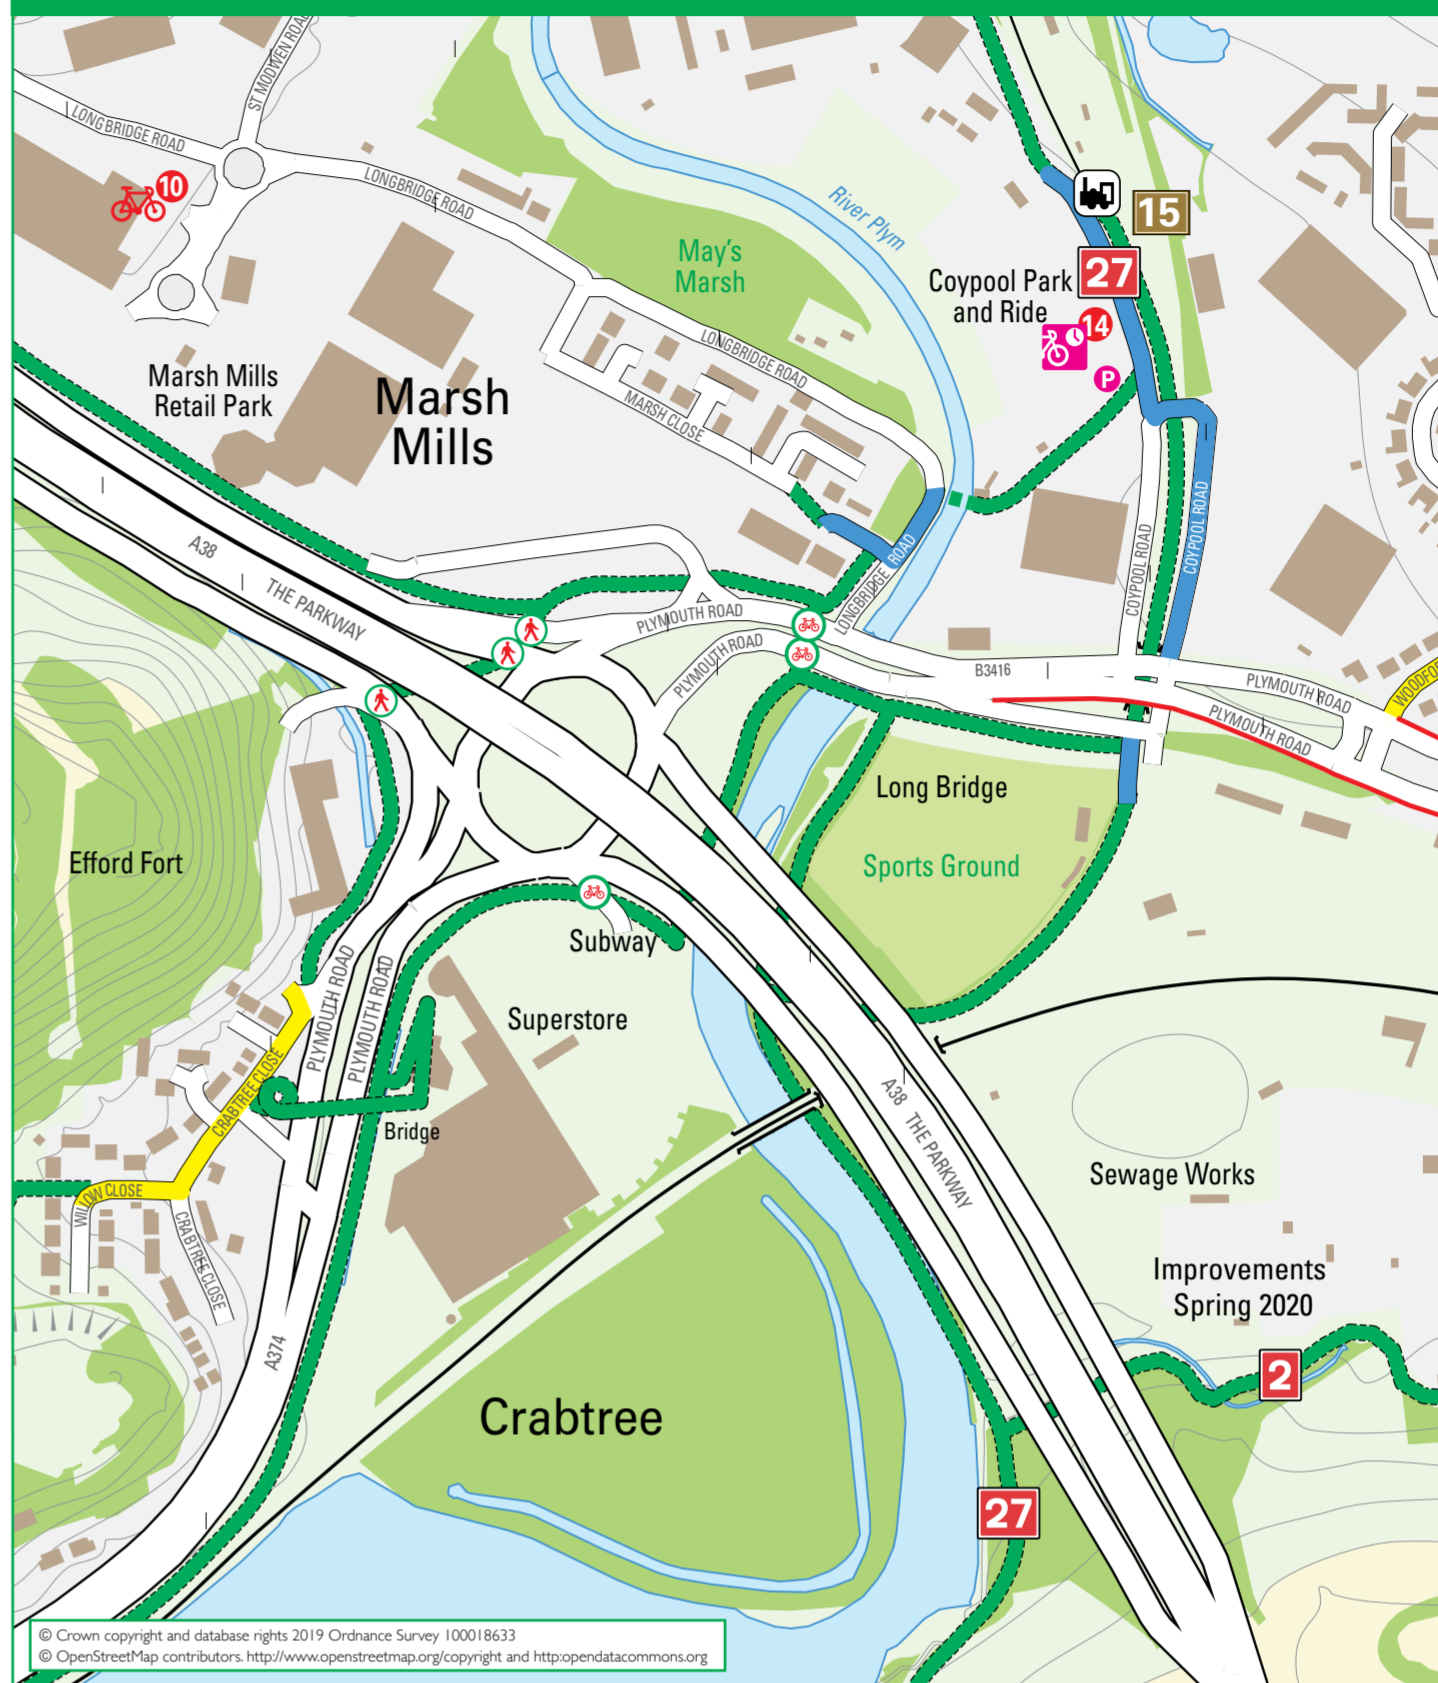 ST MODWEN ROAD
LONGBRIDGE ROAD
10
LONGBRIDGE ROAD
River Plym
15
May's
Marsh
27
Coypool Park
and Ride
14
LONGBRIDGE ROAD
P
Marsh Mills
Retail Park
Marsh
Mills
MARSH CLOSE
COYPOOL ROAD
COYPOOL ROAD
A38
THE PARKWAY
LONGBRIDGE ROAD
PLYMOUTH ROAD
PLYMOUTH ROAD
B3416
PLYMOUTH ROAD
PLYMOUTH ROAD
Long Bridge
Efford Fort
Sports Ground
Subway
PLYMOUTH ROAD
PLYMOUTH ROAD
Superstore
CRABTREE CLOSE
Bridge
A38 THE PARKWAY
WILLOW CLOSE
Sewage Works
CRABTREE CLOSE
Improvements
Spring 2020
A374
2
Crabtree
27
© Crown copyright and database rights 2019 Ordnance Survey 100018633
© OpenStreetMap contributors. http://www.openstreetmap.org/copyright and http:opendatacommons.org